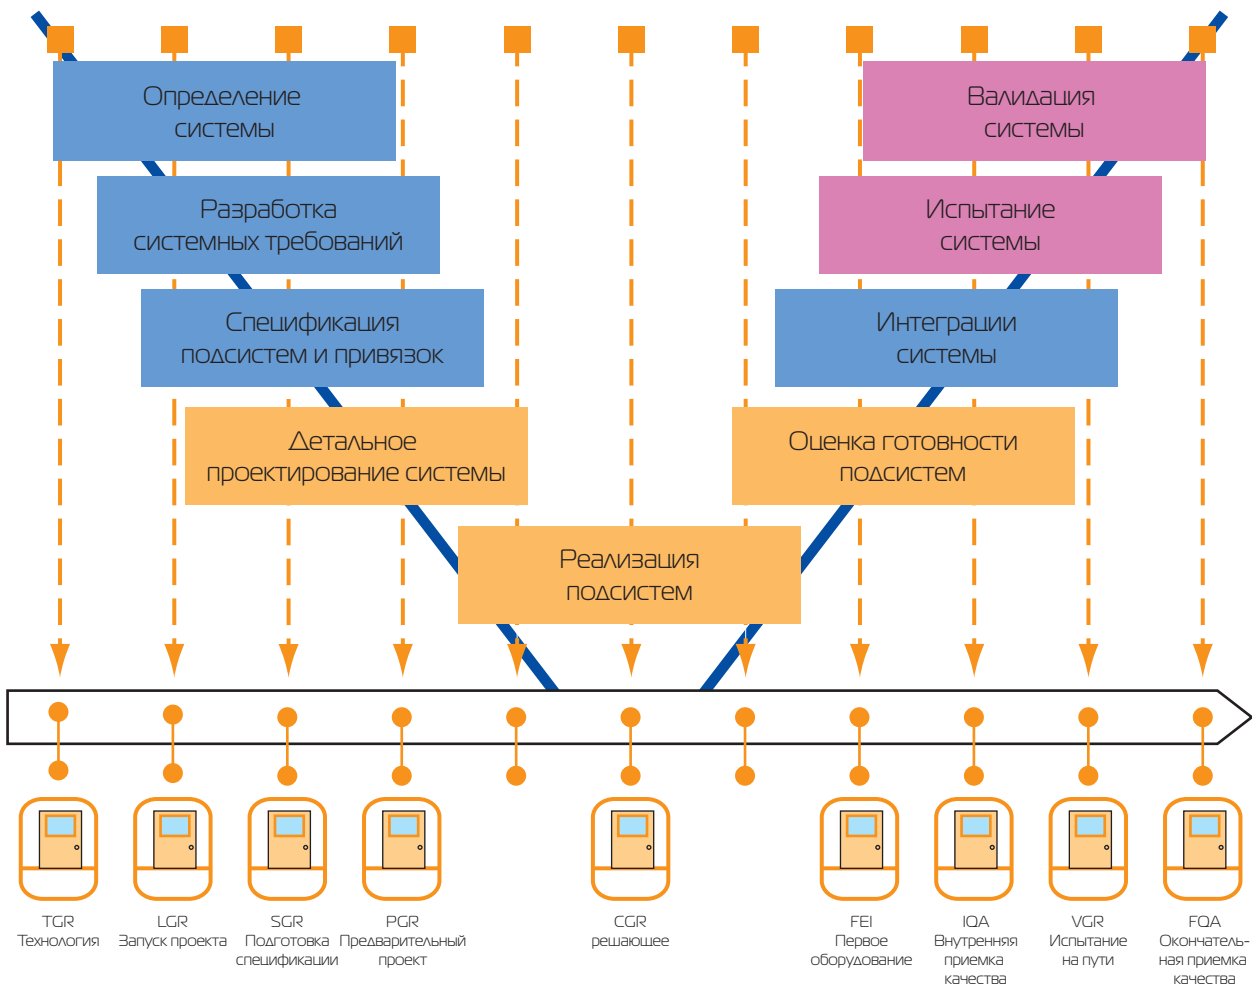 Определение
системы
Валидация
системы
Разработка
системных требований
Испытание
системы
Спецификация
подсистем и привязок
Интеграции
системы
Детальное
проектирование системы
Оценка готовности
подсистем
Реализация
подсистем
TGR
Технология
LGR
Запуск проекта
SGR
Подготовка
спецификации
PGR
Предварительный
проект
CGR
решающее
FEI
Первое
оборудование
IQA
Внутренняя
приемка
качества
VGR
Испытание
на пути
FQA
Окончатель-
ная приемка
качества